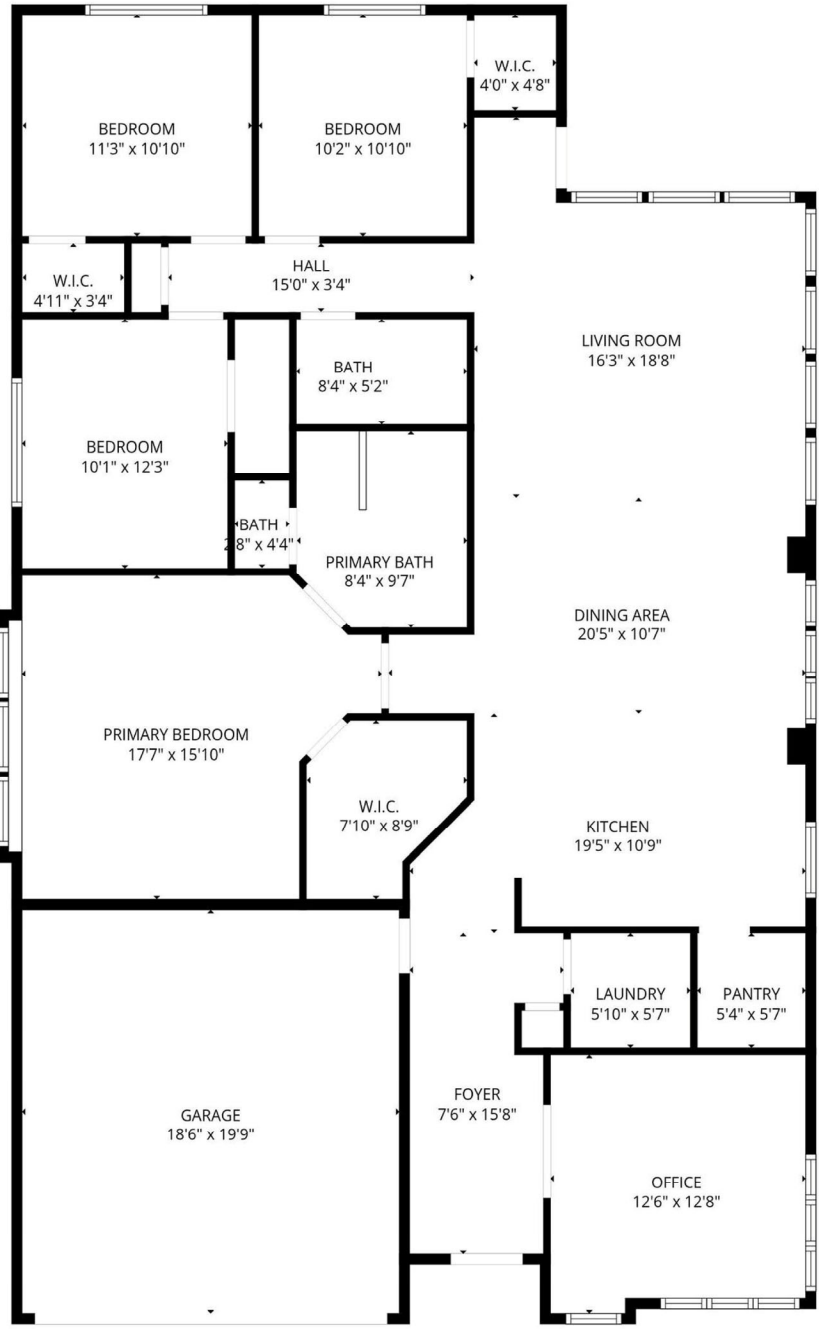 W.I.C.
4'0" x 4'8"
BEDROOM
11'3" x 10'10"
BEDROOM
10'2" x 10'10"
HALL
15'0" x 3'4"
W.I.C.
4'11" x 3'4"
LIVING ROOM
16'3" x 18'8"
BATH
8'4" x 5'2"
BEDROOM
10'1" x 12'3"
BATH
2'8" x 4'4"
PRIMARY BATH
8'4" x 9'7"
DINING AREA
20'5" x 10'7"
PRIMARY BEDROOM
17'7" x 15'10"
W.I.C.
7'10" x 8'9"
KITCHEN
19'5" x 10'9"
LAUNDRY
5'10" x 5'7"
PANTRY
5'4" x 5'7"
FOYER
7'6" x 15'8"
GARAGE
18'6" x 19'9"
OFFICE
12'6" x 12'8"